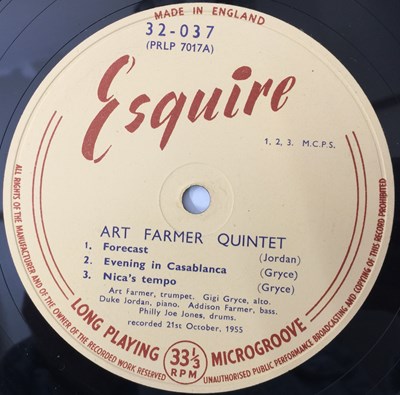 MADE IN ENGLAND
32-037
(PRLP 7017A)
Esquire
1, 2, 3. M.C.P.S.
ART FARMER QUINTET
1. Forecast (Jordan)
2. Evening in Casablanca (Gryce)
3. Nica's tempo (Gryce)
Art Farmer, trumpet. Gigi Gryce, alto.
Duke Jordan, piano. Addison Farmer, bass.
Philly Joe Jones, drums.
recorded 21st October, 1955
LONG PLAYING 33⅓ RPM MICROGROOVE
ALL RIGHTS OF THE MANUFACTURER AND OF THE OWNER OF THE RECORDED WORK RESERVED
UNAUTHORISED PUBLIC PERFORMANCE BROADCASTING AND COPYING OF THIS RECORD PROHIBITED